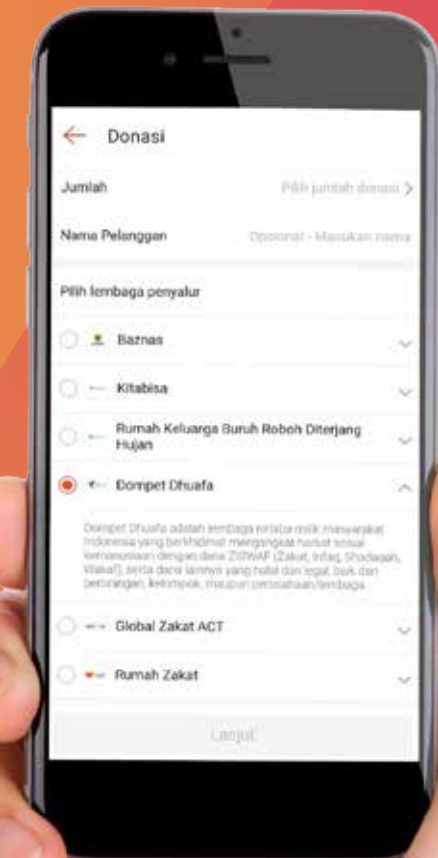 Donasi
Jumlah
Pilih jumlah donasi
Nama Pelanggan
Opsional - Masukan nama
Pilih lembaga penyalur
Baznas
Kitabisa
Rumah Keluarga Buruh Roboh Diterjang
Hujan
Dompet Dhuafa
Dompet Dhuafa adalah lembaga nirlaba milik masyarakat
Indonesia yang berkhidmat mengangkat harkat sosial
kemanusiaan dengan dana ZISWAF (Zakat, Infaq, Shadaqah,
Wakaf), serta dana lainnya yang halal dan legal, baik dari
perorangan, kelompok, maupun perusahaan/lembaga
Global Zakat ACT
Rumah Zakat
Lanjut